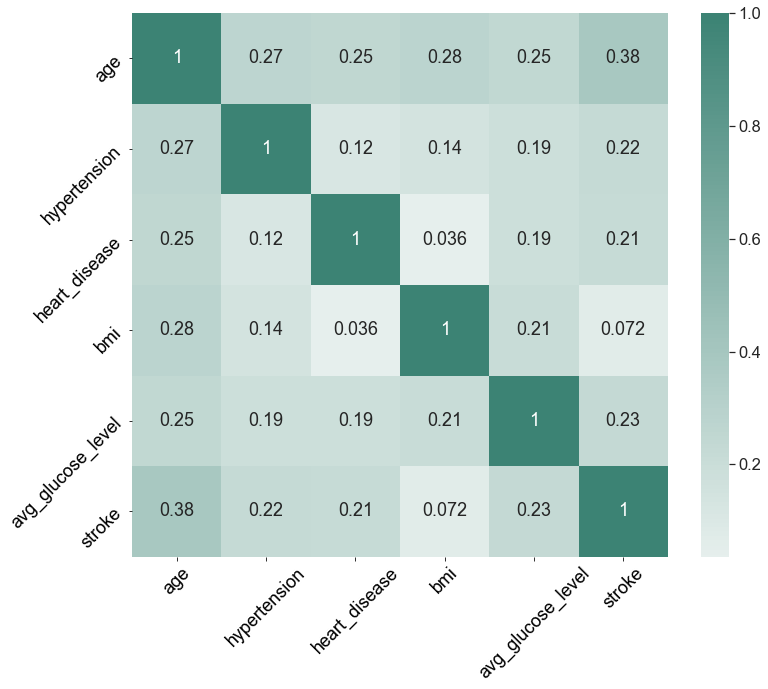 age 1 0.27 0.25 0.28 0.25 0.38
hypertension 0.27 1 0.12 0.14 0.19 0.22
heart_disease 0.25 0.12 1 0.036 0.19 0.21
bmi 0.28 0.14 0.036 1 0.21 0.072
avg_glucose_level 0.25 0.19 0.19 0.21 1 0.23
stroke 0.38 0.22 0.21 0.072 0.23 1
age hypertension heart_disease bmi avg_glucose_level stroke
1.0
0.8
0.6
0.4
0.2